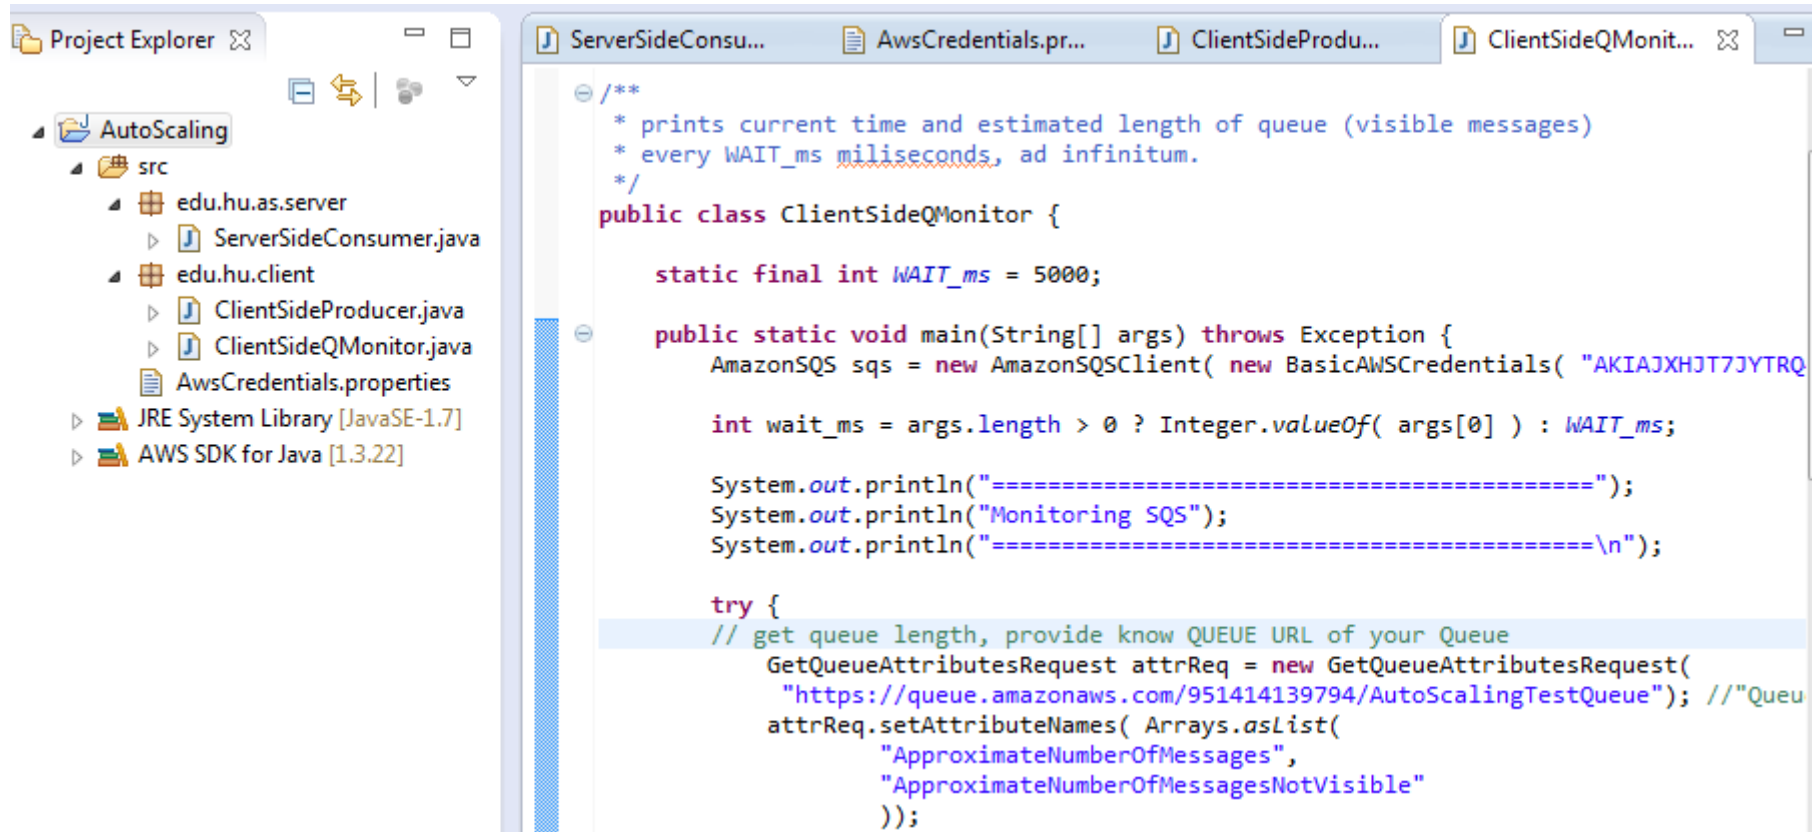 Project Explorer
AutoScaling
src
edu.hu.as.server
ServerSideConsumer.java
edu.hu.client
ClientSideProducer.java
ClientSideQMonitor.java
AwsCredentials.properties
JRE System Library [JavaSE-1.7]
AWS SDK for Java [1.3.22]
ServerSideConsu... AwsCredentials.pr... ClientSideProdu... ClientSideQMonit...
/**
 * prints current time and estimated length of queue (visible messages)
 * every WAIT_ms miliseconds, ad infinitum.
 */
public class ClientSideQMonitor {
static final int WAIT_ms = 5000;
public static void main(String[] args) throws Exception {
AmazonSQS sqs = new AmazonSQSClient( new BasicAWSCredentials( "AKIAJXHJT7JYTRQ
int wait_ms = args.length > 0 ? Integer.valueOf( args[0] ) : WAIT_ms;
System.out.println("===========================================");
System.out.println("Monitoring SQS");
System.out.println("===========================================\n");
try {
// get queue length, provide know QUEUE URL of your Queue
GetQueueAttributesRequest attrReq = new GetQueueAttributesRequest(
"https://queue.amazonaws.com/951414139794/AutoScalingTestQueue"); //"Queu
attrReq.setAttributeNames( Arrays.asList(
"ApproximateNumberOfMessages",
"ApproximateNumberOfMessagesNotVisible"
));